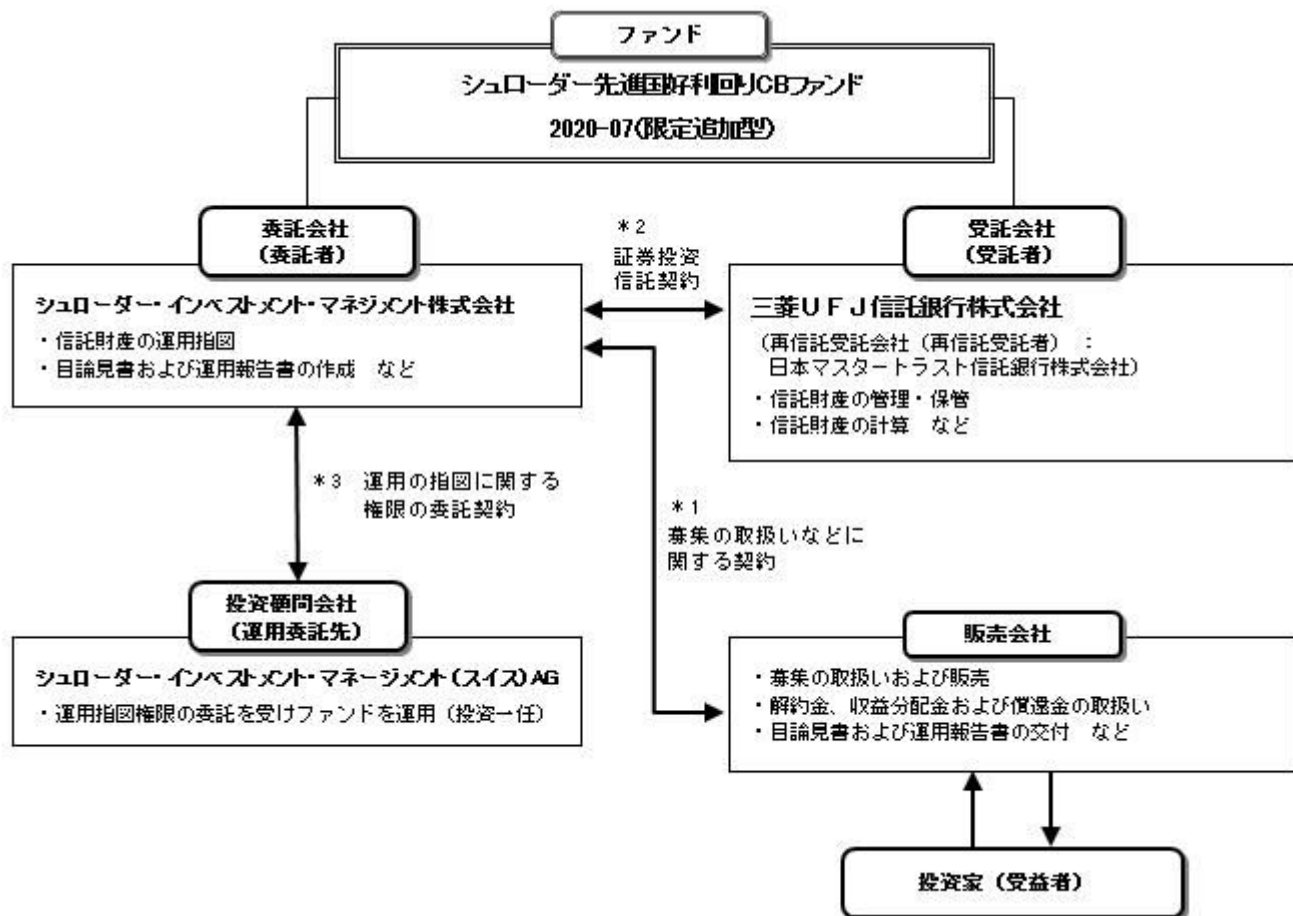 ファンド
シュローダー先進国好利回りCBファンド
2020-07(限定追加型)
委託会社
(委託者)
シュローダー・インベストメント・マネジメント株式会社
・信託財産の運用指図
・目論見書および運用報告書の作成 など
*2
証券投資
信託契約
受託会社
(受託者)
三菱UFJ信託銀行株式会社
(再信託受託会社(再信託受託者) :
日本マスタートラスト信託銀行株式会社)
・信託財産の管理・保管
・信託財産の計算 など
*3 運用の指図に関する
権限の委託契約
*1
募集の取扱いなどに
関する契約
投資顧問会社
(運用委託先)
シュローダー・インベストメント・マネージメント(スイス)AG
・運用指図権限の委託を受けファンドを運用(投資一任)
販売会社
・募集の取扱いおよび販売
・解約金、収益分配金および償還金の取扱い
・目論見書および運用報告書の交付 など
投資家(受益者)